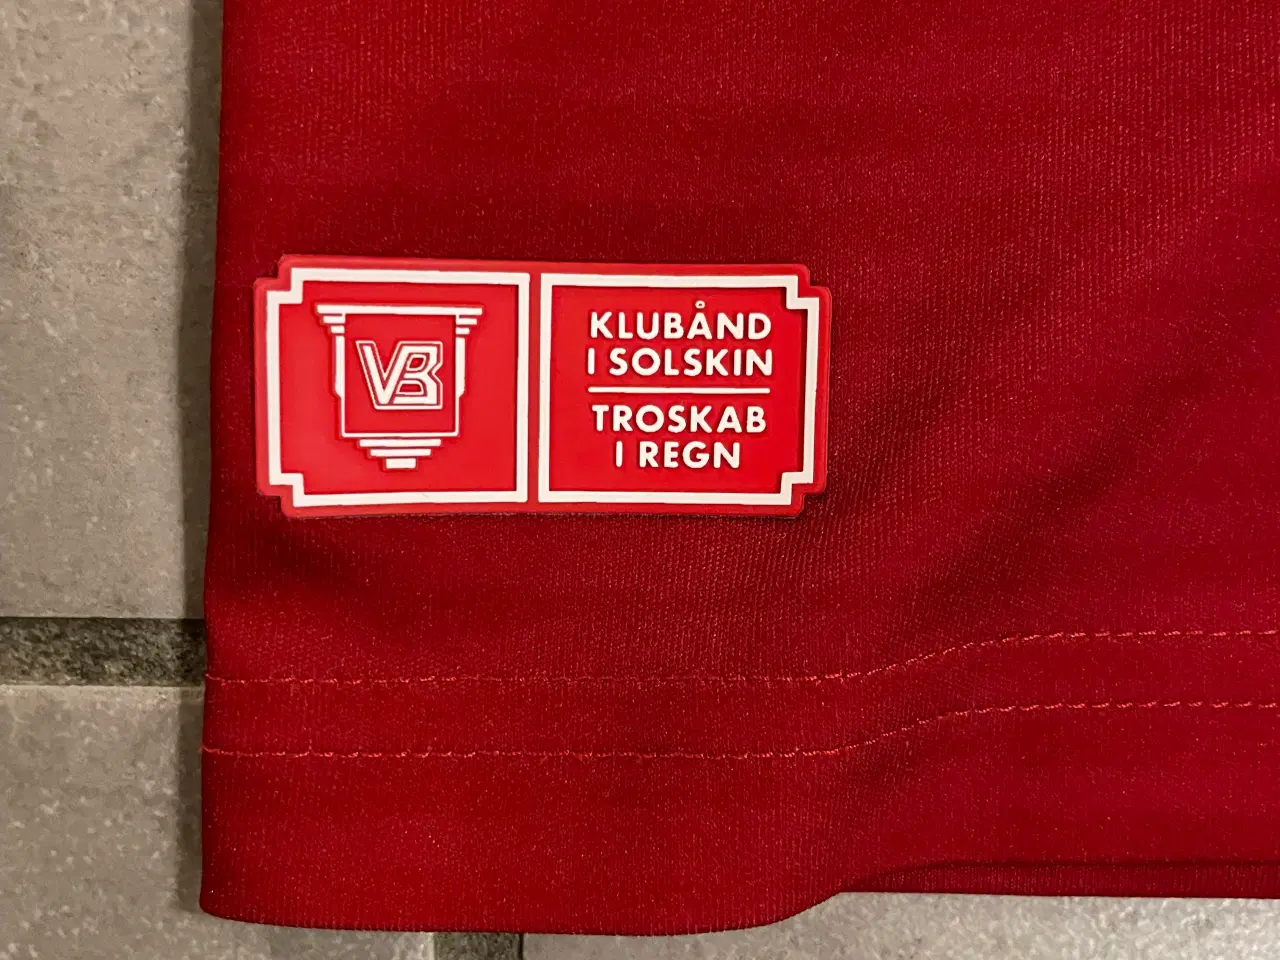 VB
KLUBÅND
I SOLSKIN
TROSKAB
I REGN